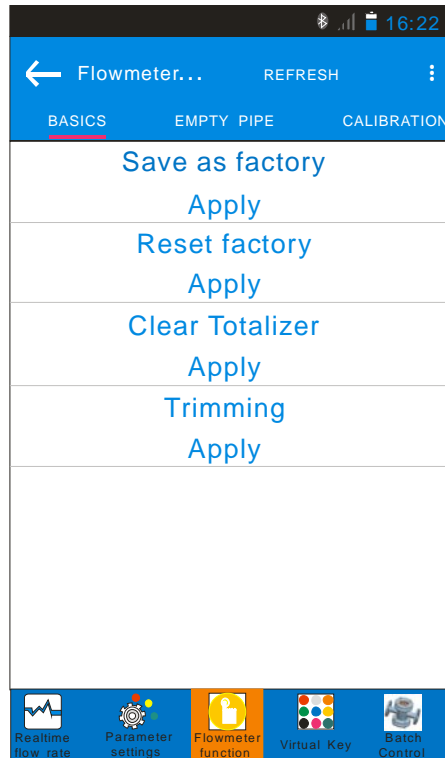 16:22
Flowmeter... REFRESH
BASICS EMPTY PIPE CALIBRATION
Save as factory
Apply
Reset factory
Apply
Clear Totalizer
Apply
Trimming
Apply
Realtime flow rate
Parameter settings
Flowmeter function
Virtual Key
Batch Control